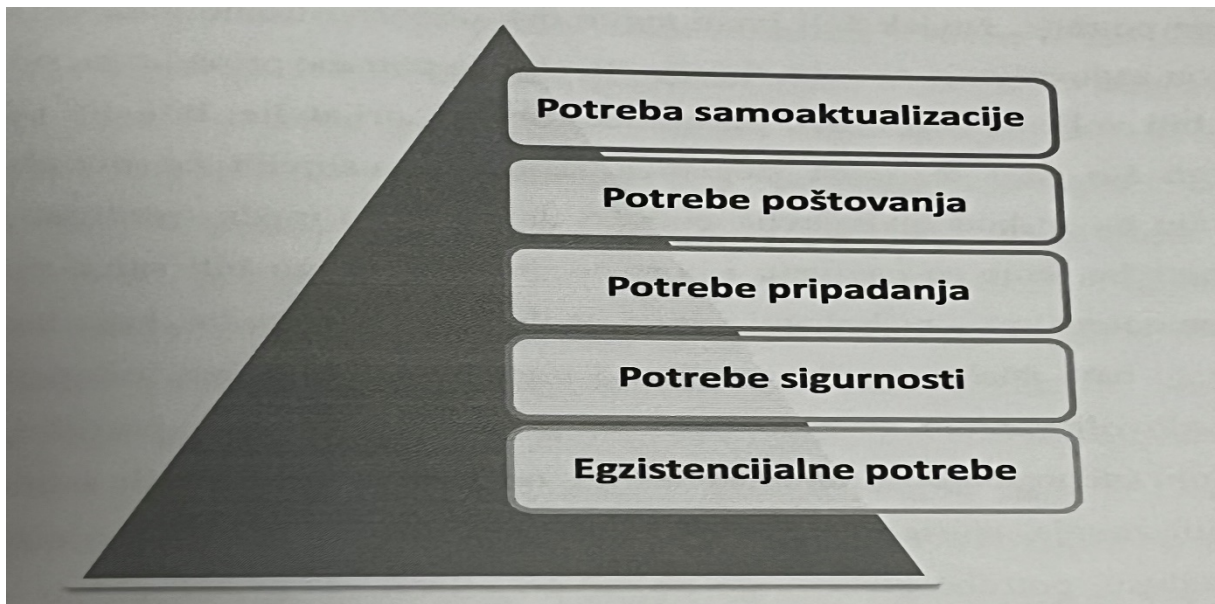 Potreba samoaktualizacije
Potrebe poštovanja
Potrebe pripadanja
Potrebe sigurnosti
Egzistencijalne potrebe